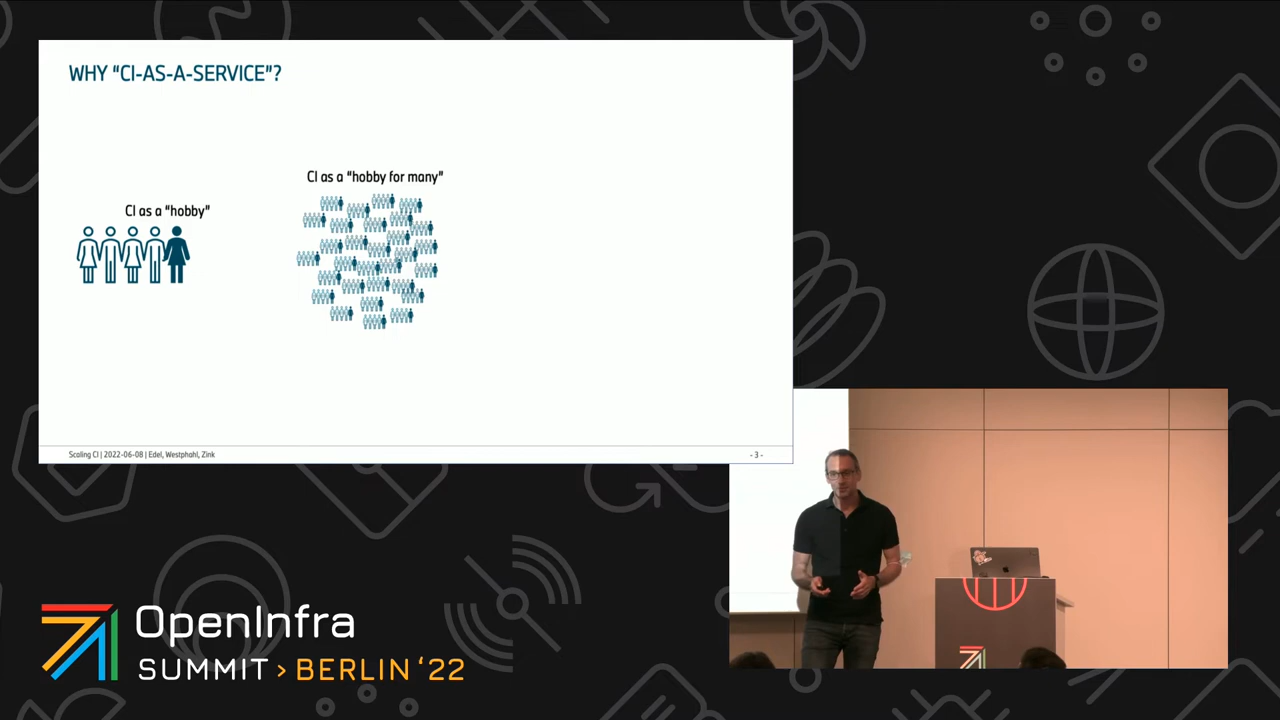 WHY “CI-AS-A-SERVICE”?
CI as a “hobby for many”
CI as a “hobby”
Scaling CI | 2022-06-08 | Edel, Westphahl, Zink
- 3 -
OpenInfra
SUMMIT > BERLIN ‘22